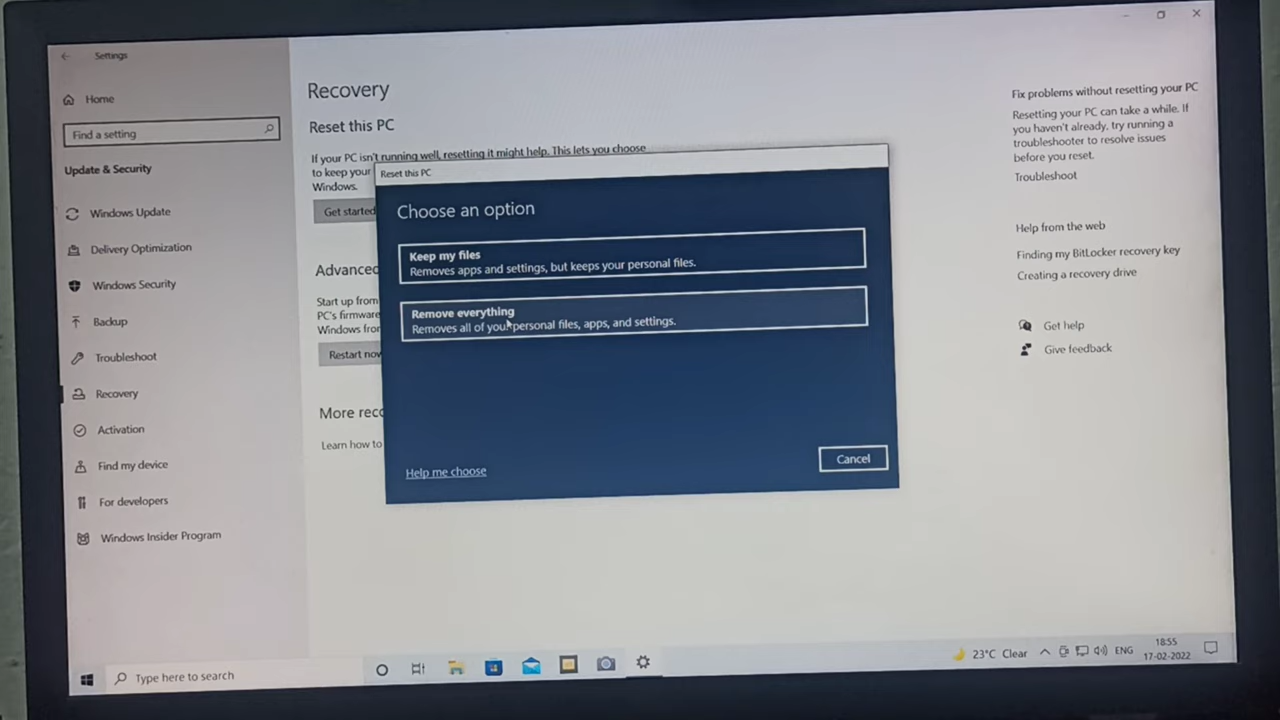 Settings
Home
Find a setting
Update & Security
Windows Update
Delivery Optimization
Windows Security
Backup
Troubleshoot
Recovery
Activation
Find my device
For developers
Windows Insider Program
Recovery
Reset this PC
If your PC isn't running well, resetting it might help. This lets you choose
to keep your
Windows.
Get started
Advanced
Start up from
PC's firmware
Windows from
Restart now
More reco
Learn how to
Reset this PC
Choose an option
Keep my files
Removes apps and settings, but keeps your personal files.
Remove everything
Removes all of your personal files, apps, and settings.
Help me choose
Cancel
Fix problems without resetting your PC
Resetting your PC can take a while. If
you haven't already, try running a
troubleshooter to resolve issues
before you reset.
Troubleshoot
Help from the web
Finding my BitLocker recovery key
Creating a recovery drive
Get help
Give feedback
Type here to search
23°C Clear
ENG
18:55
17-02-2022